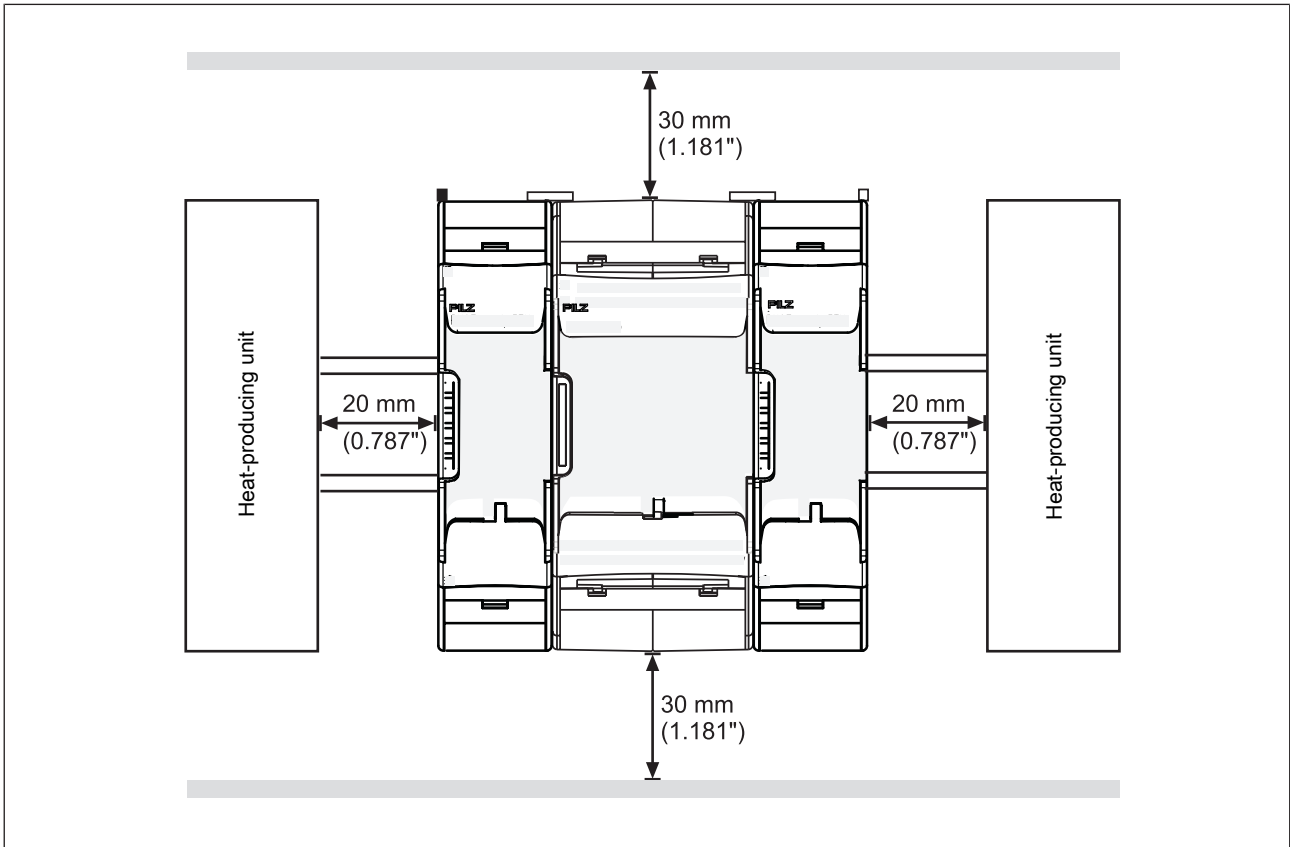 30 mm
(1.181")
PILZ
PILZ
PILZ
Heat-producing unit
20 mm
(0.787")
20 mm
(0.787")
Heat-producing unit
30 mm
(1.181")